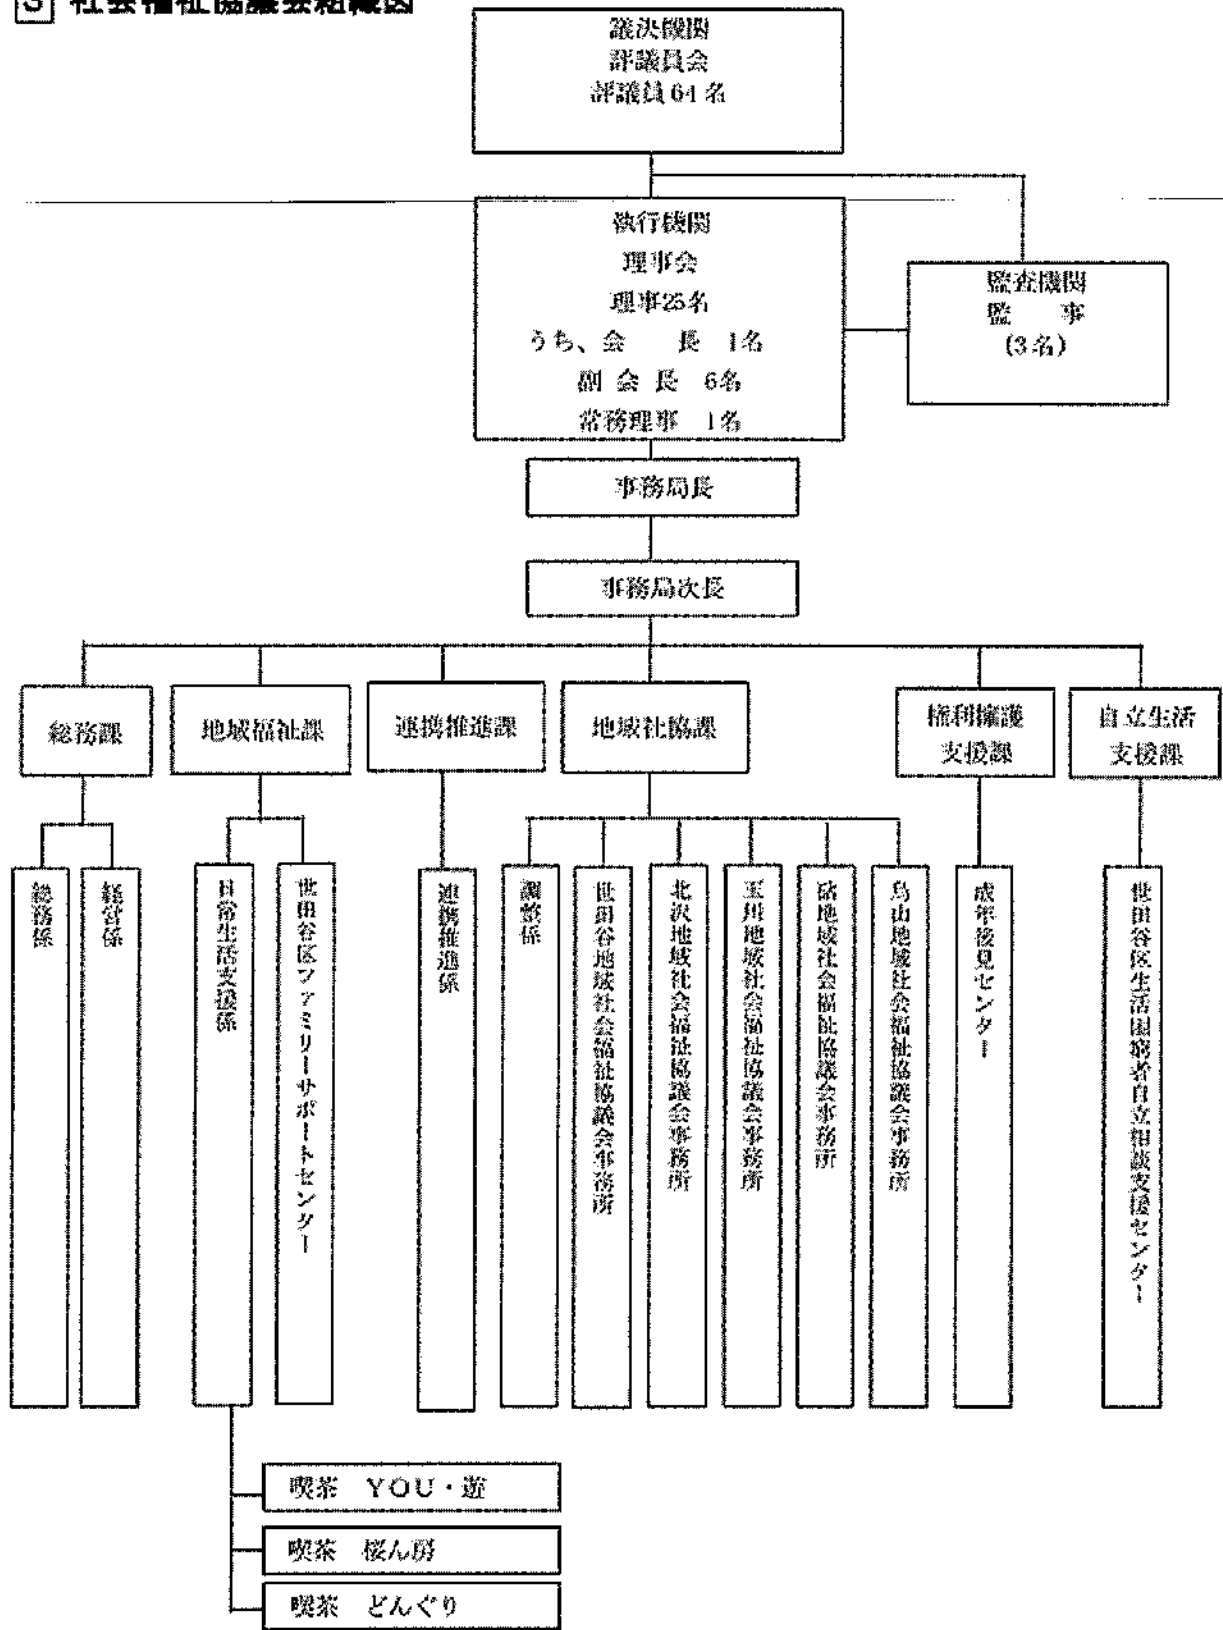 3 社会福祉協議会組織図
議決機関
評議員会
評議員64名
執行機関
理事会
理事25名
うち、会　　長　1名
副 会 長　6名
常務理事　1名
監査機関
監　　事
(3名)
事務局長
事務局次長
総務課
地域福祉課
連携推進課
地域社協課
権利擁護
支援課
自立生活
支援課
総務係
経営係
日常生活支援係
世田谷区ファミリーサポートセンター
連携推進係
調整係
世田谷地域社会福祉協議会事務所
北沢地域社会福祉協議会事務所
玉川地域社会福祉協議会事務所
砧地域社会福祉協議会事務所
烏山地域社会福祉協議会事務所
成年後見センター
世田谷区生活困窮者自立相談支援センター
喫茶　YOU・遊
喫茶　桜ん房
喫茶　どんぐり